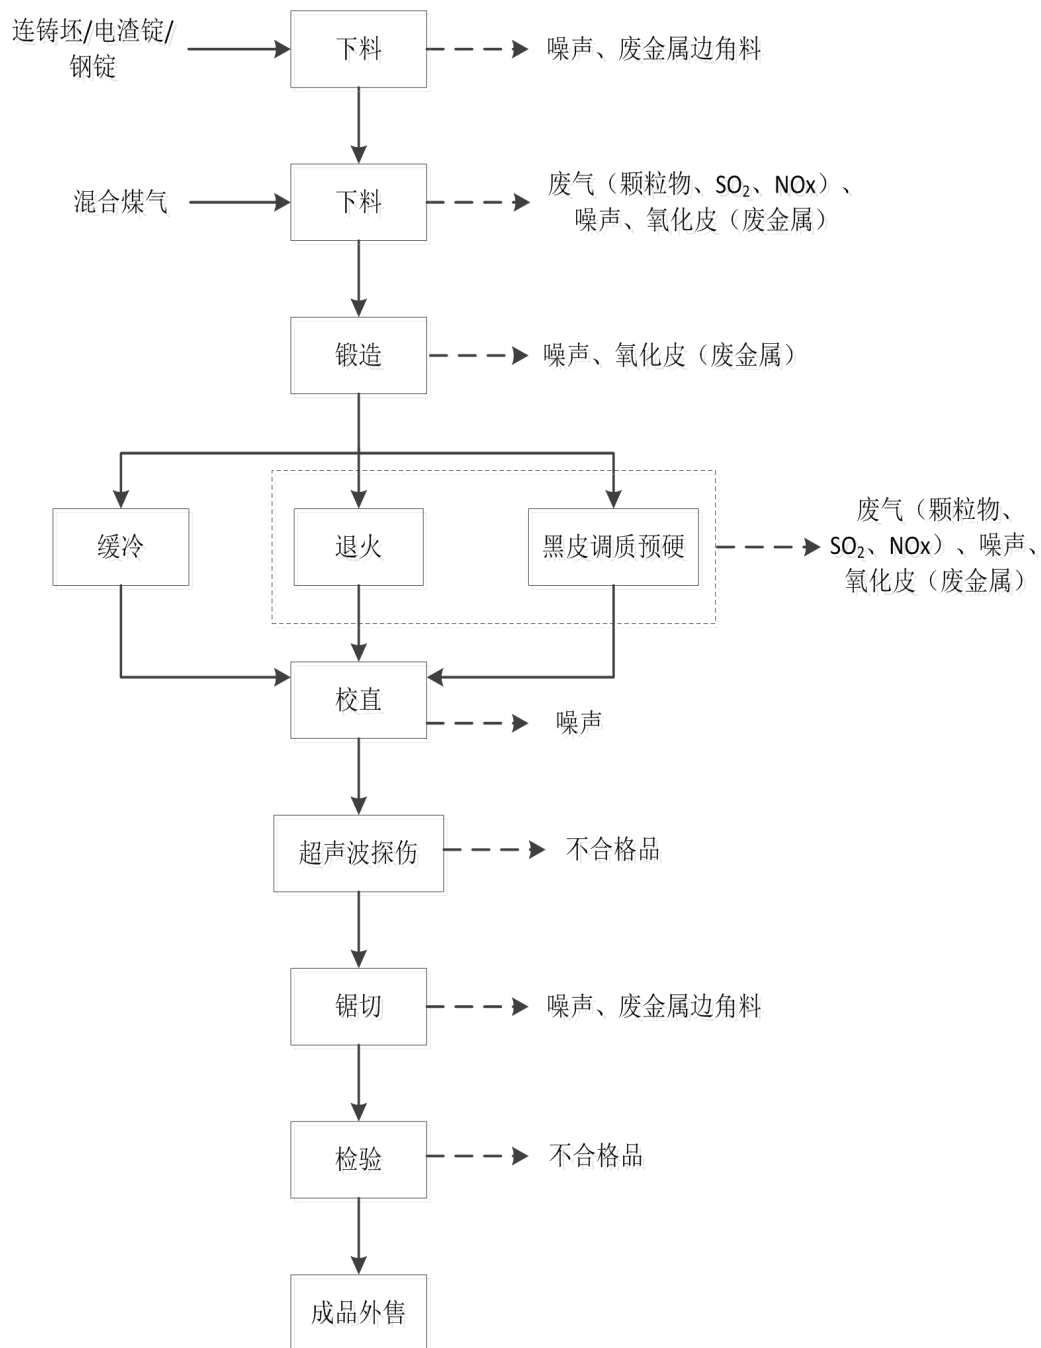 连铸坯/电渣锭/
钢锭
下料
噪声、废金属边角料
混合煤气
下料
废气（颗粒物、SO₂、NOx）、
噪声、氧化皮（废金属）
锻造
噪声、氧化皮（废金属）
缓冷
退火
黑皮调质预硬
废气（颗粒物、
SO₂、NOx）、噪声、
氧化皮（废金属）
校直
噪声
超声波探伤
不合格品
锯切
噪声、废金属边角料
检验
不合格品
成品外售